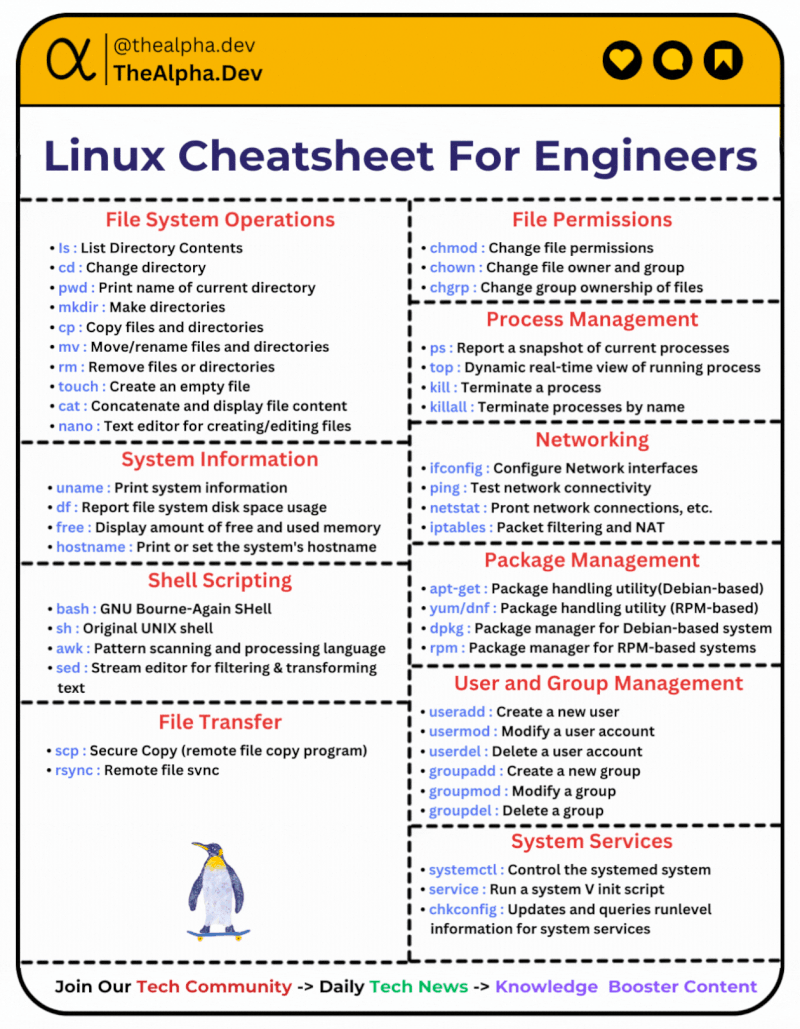 @thealpha.dev
TheAlpha.Dev
Linux Cheatsheet For Engineers
File System Operations
• ls : List Directory Contents
• cd : Change directory
• pwd : Print name of current directory
• mkdir : Make directories
• cp : Copy files and directories
• mv : Move/rename files and directories
• rm : Remove files or directories
• touch : Create an empty file
• cat : Concatenate and display file content
• nano : Text editor for creating/editing files
System Information
• uname : Print system information
• df : Report file system disk space usage
• free : Display amount of free and used memory
• hostname : Print or set the system's hostname
Shell Scripting
• bash : GNU Bourne-Again SHell
• sh : Original UNIX shell
• awk : Pattern scanning and processing language
• sed : Stream editor for filtering & transforming
text
File Transfer
• scp : Secure Copy (remote file copy program)
• rsync : Remote file svnc
File Permissions
• chmod : Change file permissions
• chown : Change file owner and group
• chgrp : Change group ownership of files
Process Management
• ps : Report a snapshot of current processes
• top : Dynamic real-time view of running process
• kill : Terminate a process
• killall : Terminate processes by name
Networking
• ifconfig : Configure Network interfaces
• ping : Test network connectivity
• netstat : Pront network connections, etc.
• iptables : Packet filtering and NAT
Package Management
• apt-get : Package handling utility(Debian-based)
• yum/dnf : Package handling utility (RPM-based)
• dpkg : Package manager for Debian-based system
• rpm : Package manager for RPM-based systems
User and Group Management
• useradd : Create a new user
• usermod : Modify a user account
• userdel : Delete a user account
• groupadd : Create a new group
• groupmod : Modify a group
• groupdel : Delete a group
System Services
• systemctl : Control the systemed system
• service : Run a system V init script
• chkconfig : Updates and queries runlevel
information for system services
Join Our Tech Community -> Daily Tech News -> Knowledge Booster Content